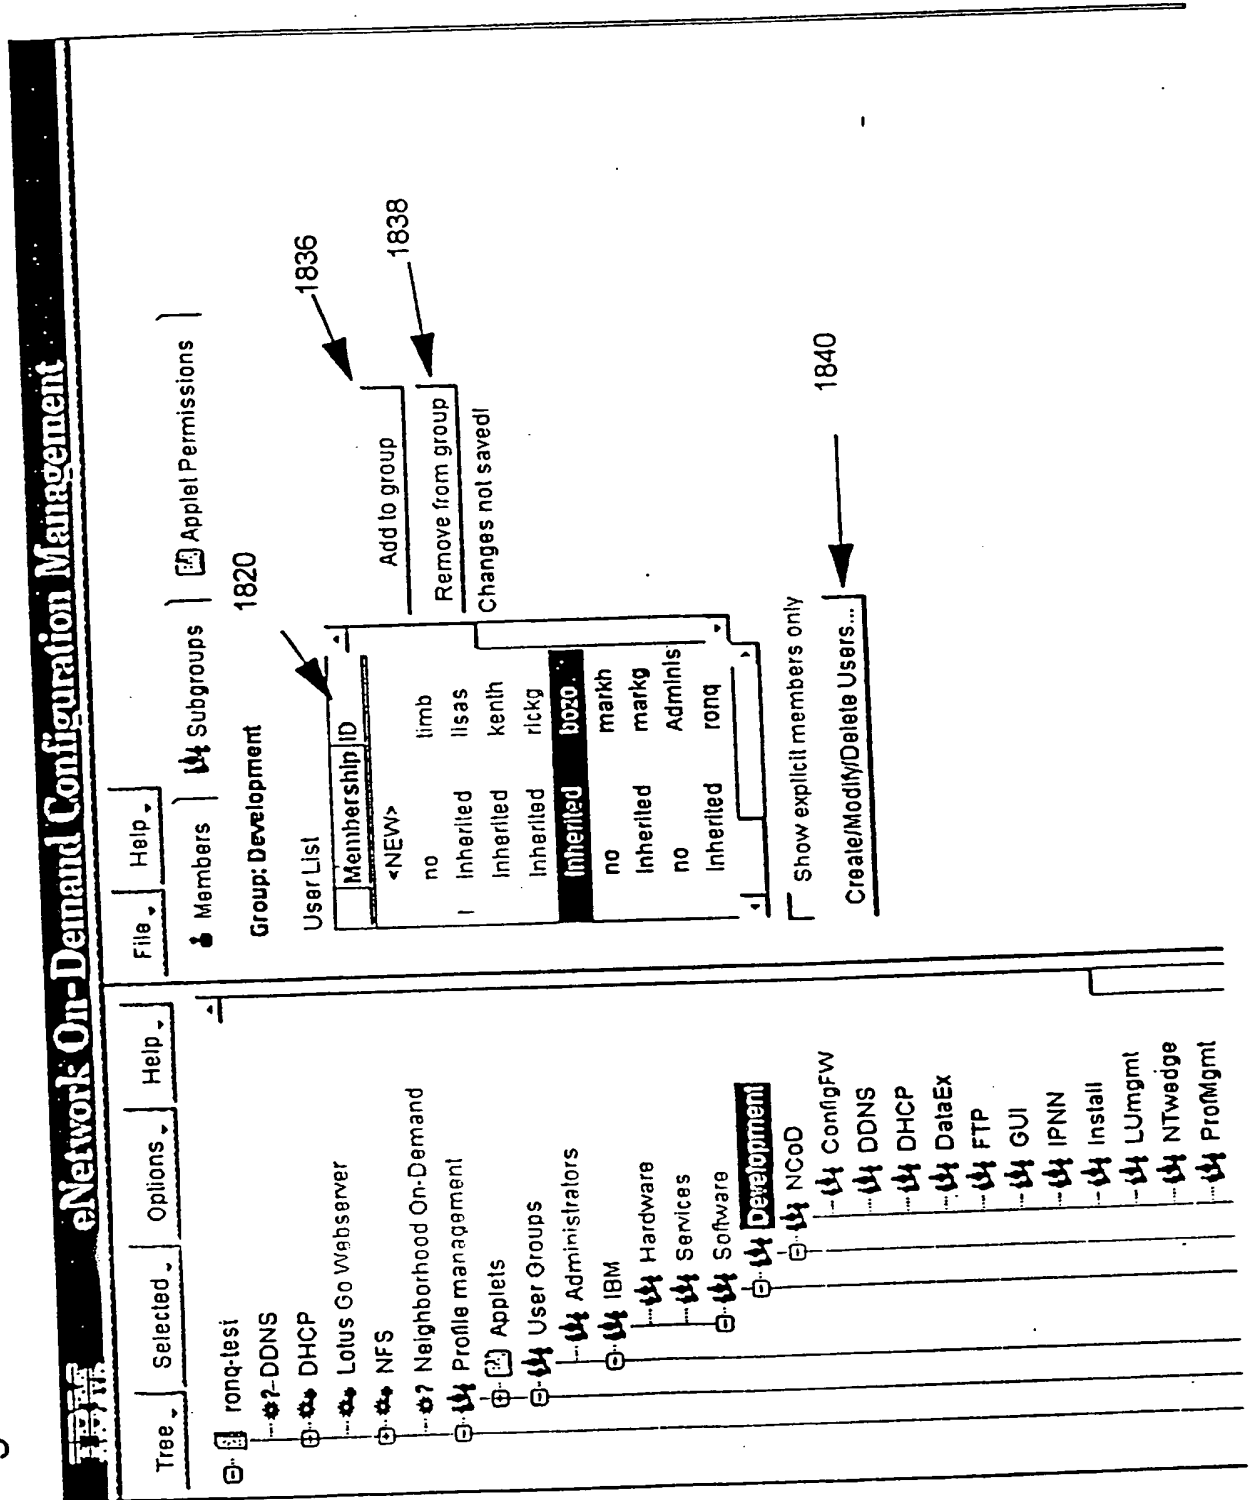 IBM
eNetwork On-Demand Configuration Management
Tree Selected Options Help
File Help
ronq-test
DDNS
DHCP
Lotus Go Webserver
NFS
Neighborhood On-Demand
Profile management
Applets
User Groups
Administrators
IBM
Hardware
Services
Software
Development
NCoD
ConfigFW
DDNS
DHCP
DataEx
FTP
GUI
IPNN
Install
LUmgmt
NTwedge
ProfMgmt
Members Subgroups Applet Permissions
Group: Development
1820
User List
Membership ID
<NEW>
no timb
Inherited lisas
Inherited kenth
Inherited rickg
Inherited bozo
no markh
Inherited markg
no Adminis
Inherited ronq
1836
Add to group
1838
Remove from group
Changes not saved!
Show explicit members only
1840
Create/Modify/Delete Users...